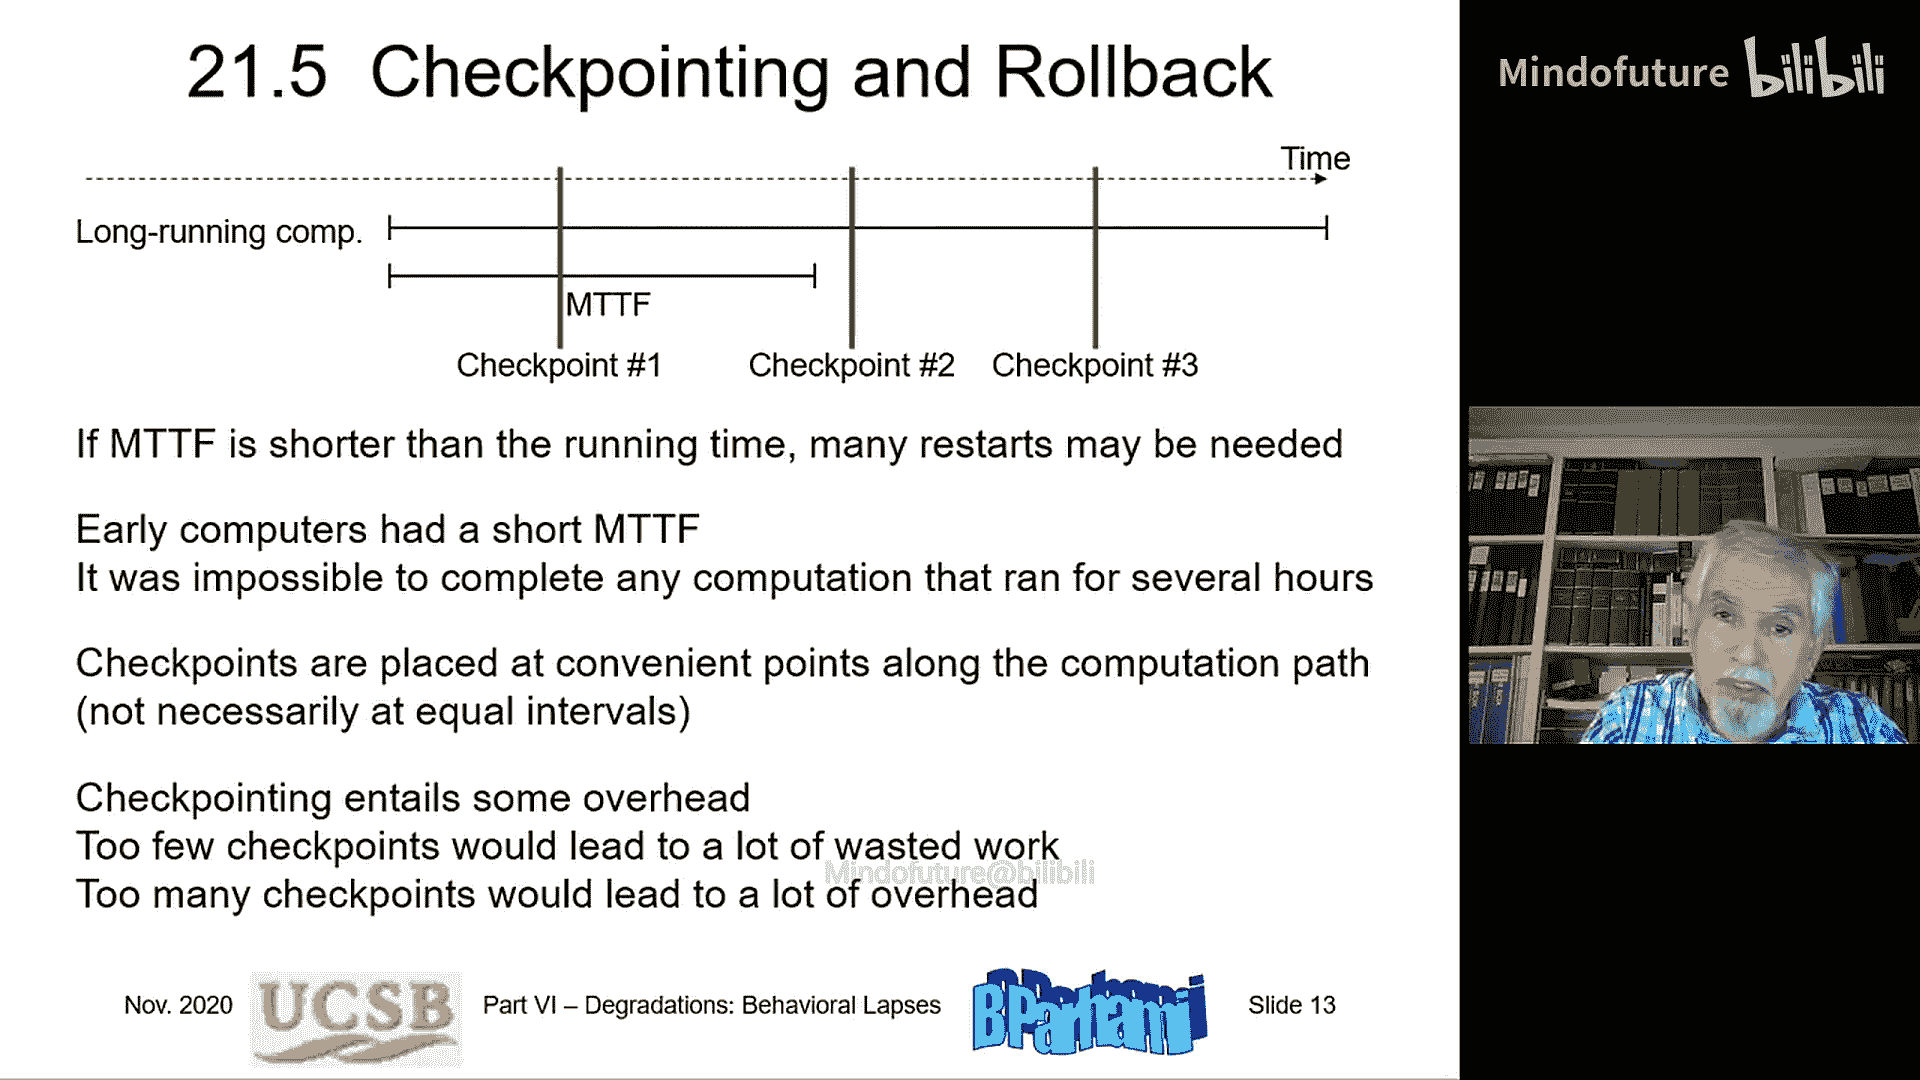 21.5 Checkpointing and Rollback
Mindofuture bilibili
Time
Long-running comp.
MTTF
Checkpoint #1
Checkpoint #2
Checkpoint #3
If MTTF is shorter than the running time, many restarts may be needed
Early computers had a short MTTF
It was impossible to complete any computation that ran for several hours
Checkpoints are placed at convenient points along the computation path
(not necessarily at equal intervals)
Checkpointing entails some overhead
Too few checkpoints would lead to a lot of wasted work
Mindofuture@bilibili
Too many checkpoints would lead to a lot of overhead
Nov. 2020
UCSB
Part VI – Degradations: Behavioral Lapses
B Parhami
Slide 13